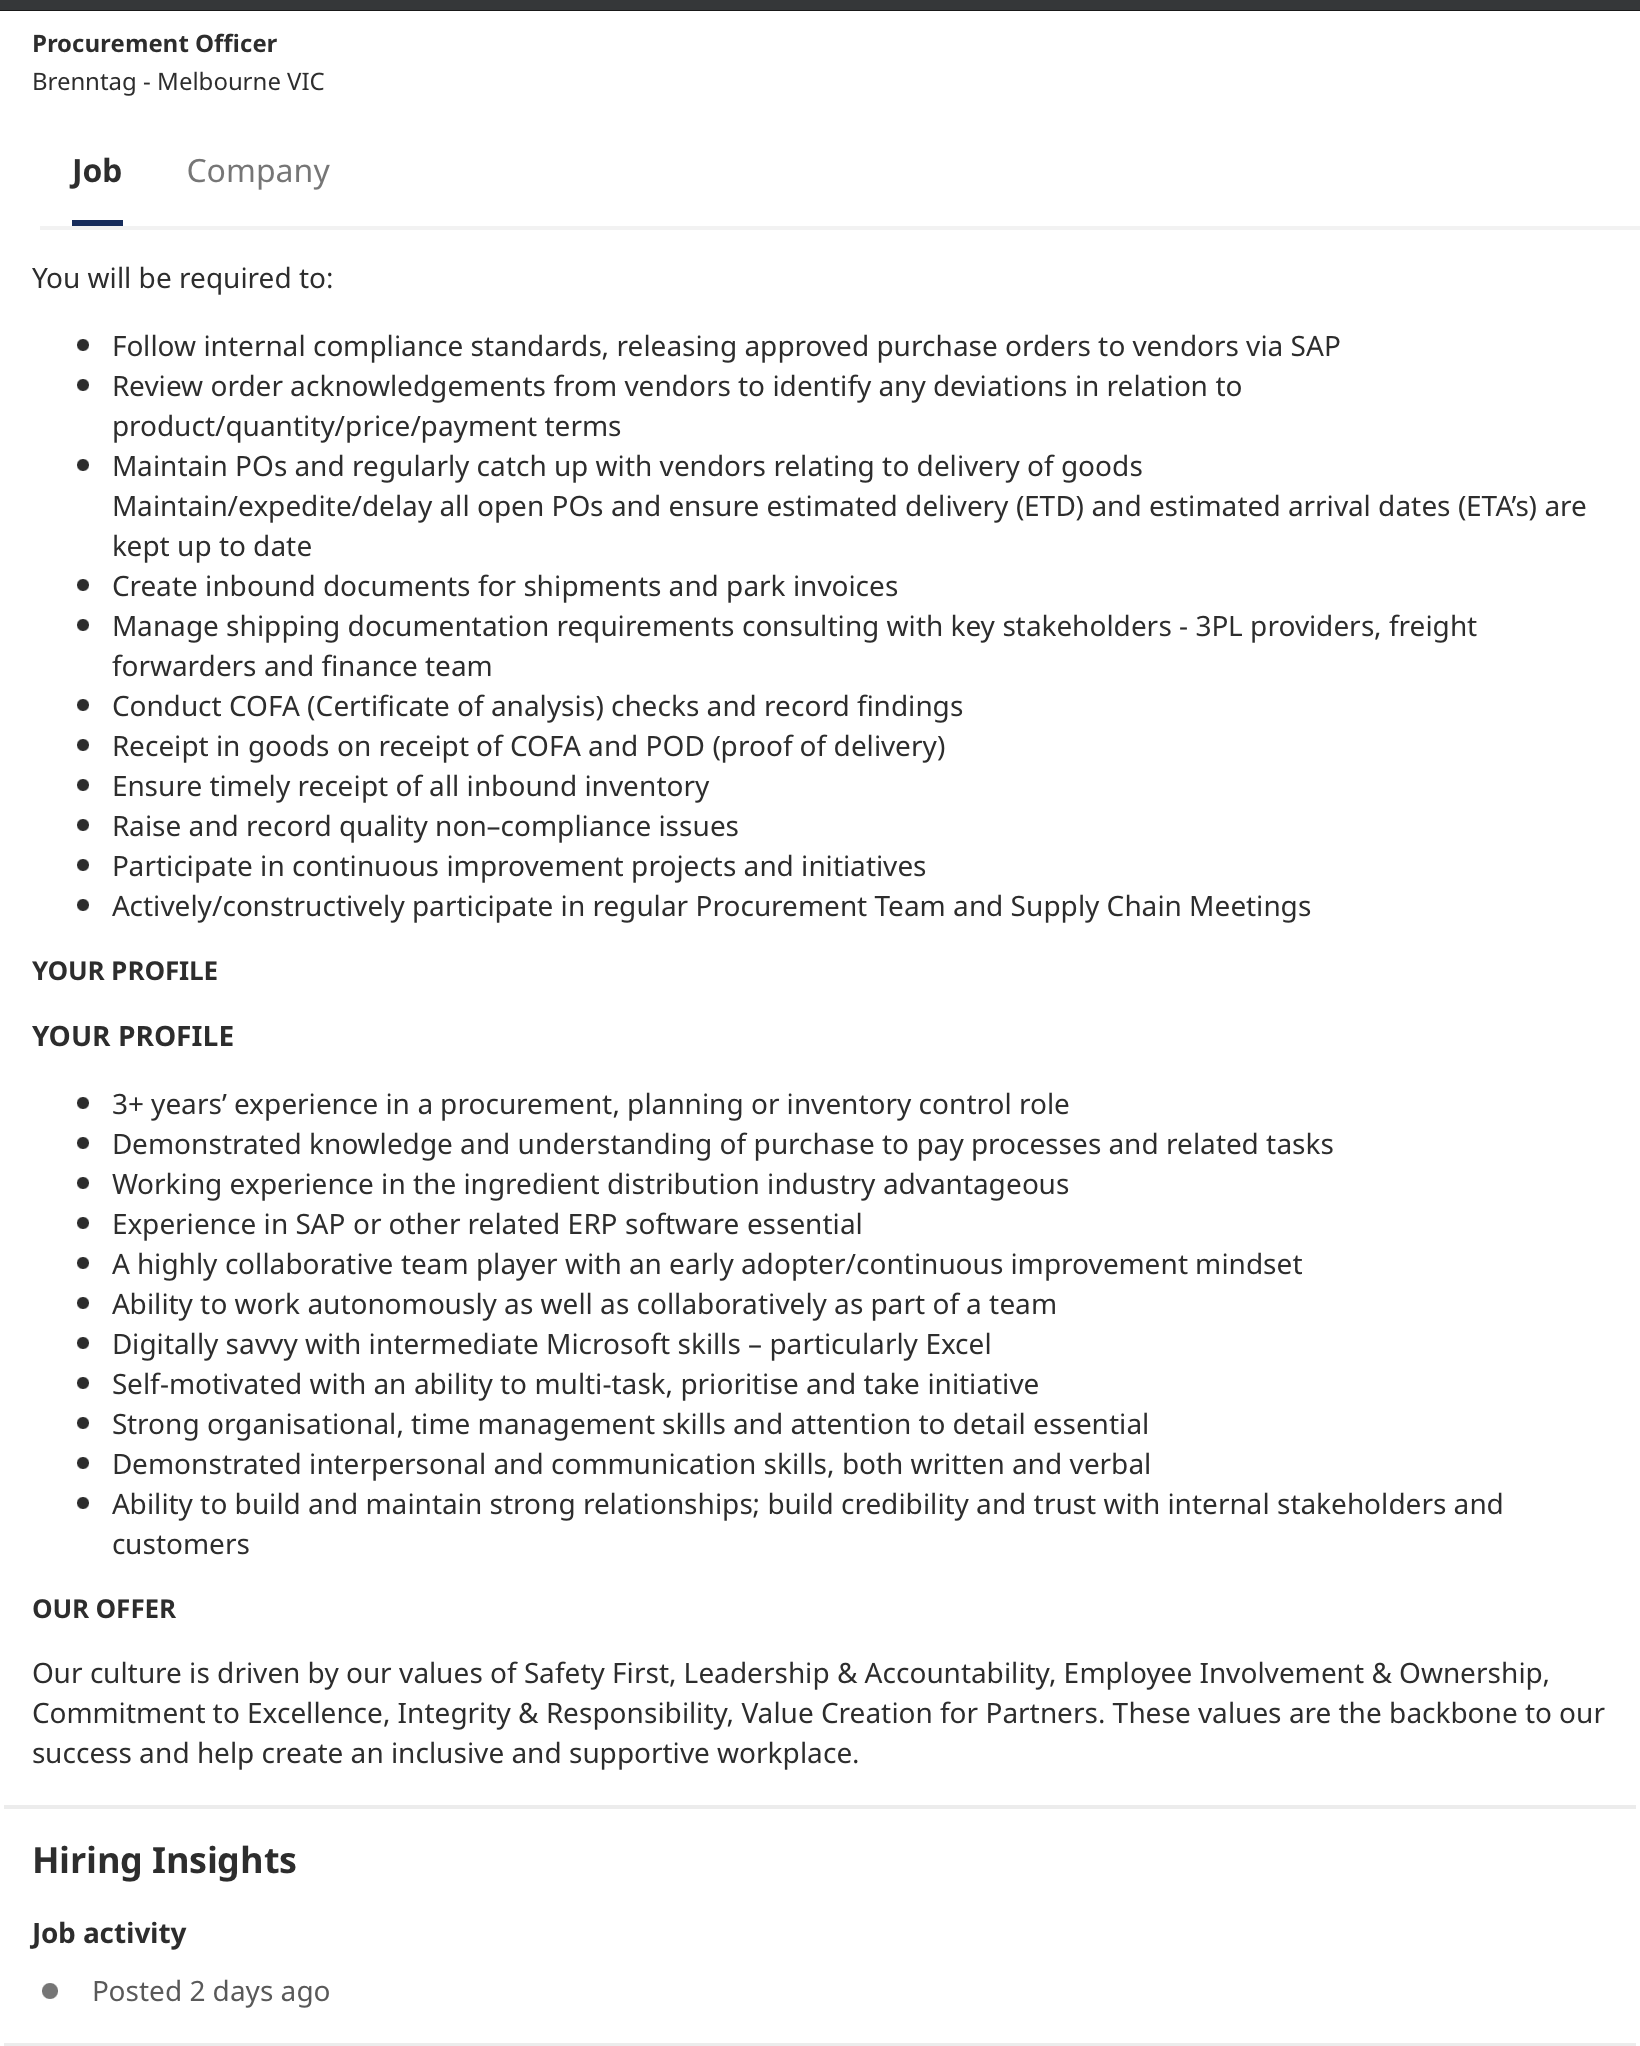 Procurement Officer
Brenntag - Melbourne VIC
Job Company
You will be required to:
Follow internal compliance standards, releasing approved purchase orders to vendors via SAP
Review order acknowledgements from vendors to identify any deviations in relation to
product/quantity/price/payment terms
Maintain POs and regularly catch up with vendors relating to delivery of goods
Maintain/expedite/delay all open POs and ensure estimated delivery (ETD) and estimated arrival dates (ETA’s) are
kept up to date
Create inbound documents for shipments and park invoices
Manage shipping documentation requirements consulting with key stakeholders - 3PL providers, freight
forwarders and finance team
Conduct COFA (Certificate of analysis) checks and record findings
Receipt in goods on receipt of COFA and POD (proof of delivery)
Ensure timely receipt of all inbound inventory
Raise and record quality non–compliance issues
Participate in continuous improvement projects and initiatives
Actively/constructively participate in regular Procurement Team and Supply Chain Meetings
YOUR PROFILE
YOUR PROFILE
3+ years’ experience in a procurement, planning or inventory control role
Demonstrated knowledge and understanding of purchase to pay processes and related tasks
Working experience in the ingredient distribution industry advantageous
Experience in SAP or other related ERP software essential
A highly collaborative team player with an early adopter/continuous improvement mindset
Ability to work autonomously as well as collaboratively as part of a team
Digitally savvy with intermediate Microsoft skills – particularly Excel
Self-motivated with an ability to multi-task, prioritise and take initiative
Strong organisational, time management skills and attention to detail essential
Demonstrated interpersonal and communication skills, both written and verbal
Ability to build and maintain strong relationships; build credibility and trust with internal stakeholders and
customers
OUR OFFER
Our culture is driven by our values of Safety First, Leadership & Accountability, Employee Involvement & Ownership,
Commitment to Excellence, Integrity & Responsibility, Value Creation for Partners. These values are the backbone to our
success and help create an inclusive and supportive workplace.
Hiring Insights
Job activity
Posted 2 days ago